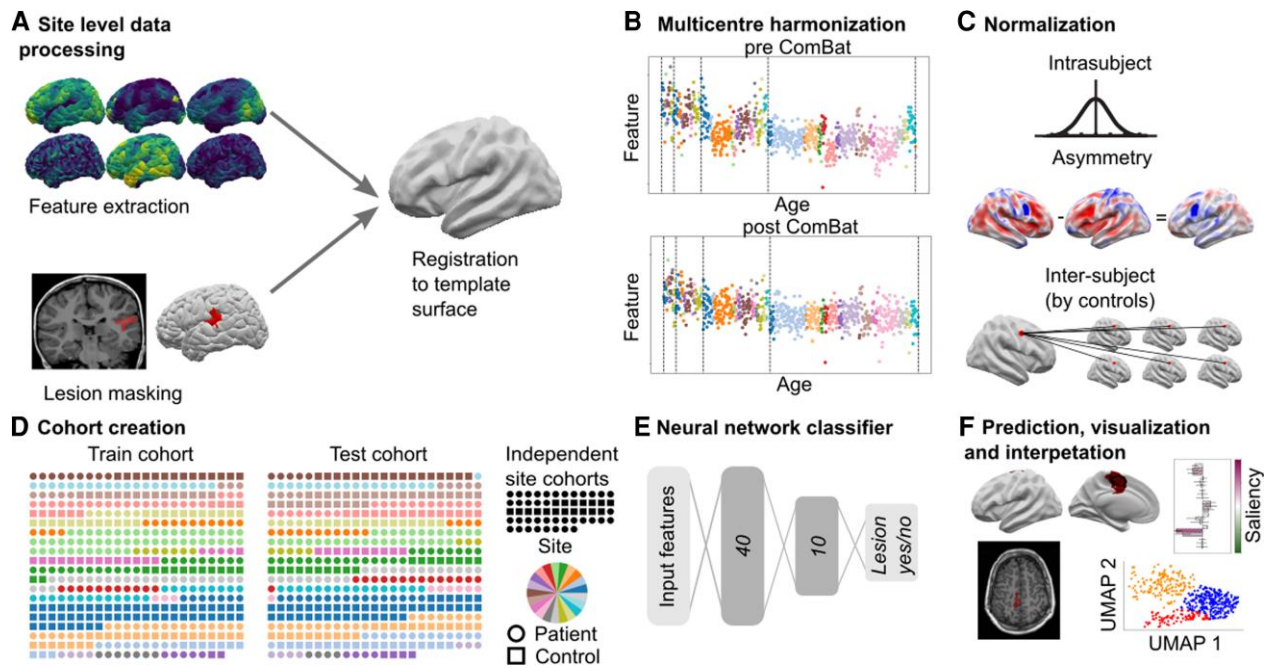 A Site level data
processing
Feature extraction
Lesion masking
Registration
to template
surface
B Multicentre harmonization
pre ComBat
Feature
Age
post ComBat
Feature
Age
C Normalization
Intrasubject
Asymmetry
- =
Inter-subject
(by controls)
D Cohort creation
Train cohort
Test cohort
Independent
site cohorts
Site
Patient
Control
E Neural network classifier
Input features
40
10
Lesion
yes/no
F Prediction, visualization
and interpetation
Saliency
UMAP 2
UMAP 1